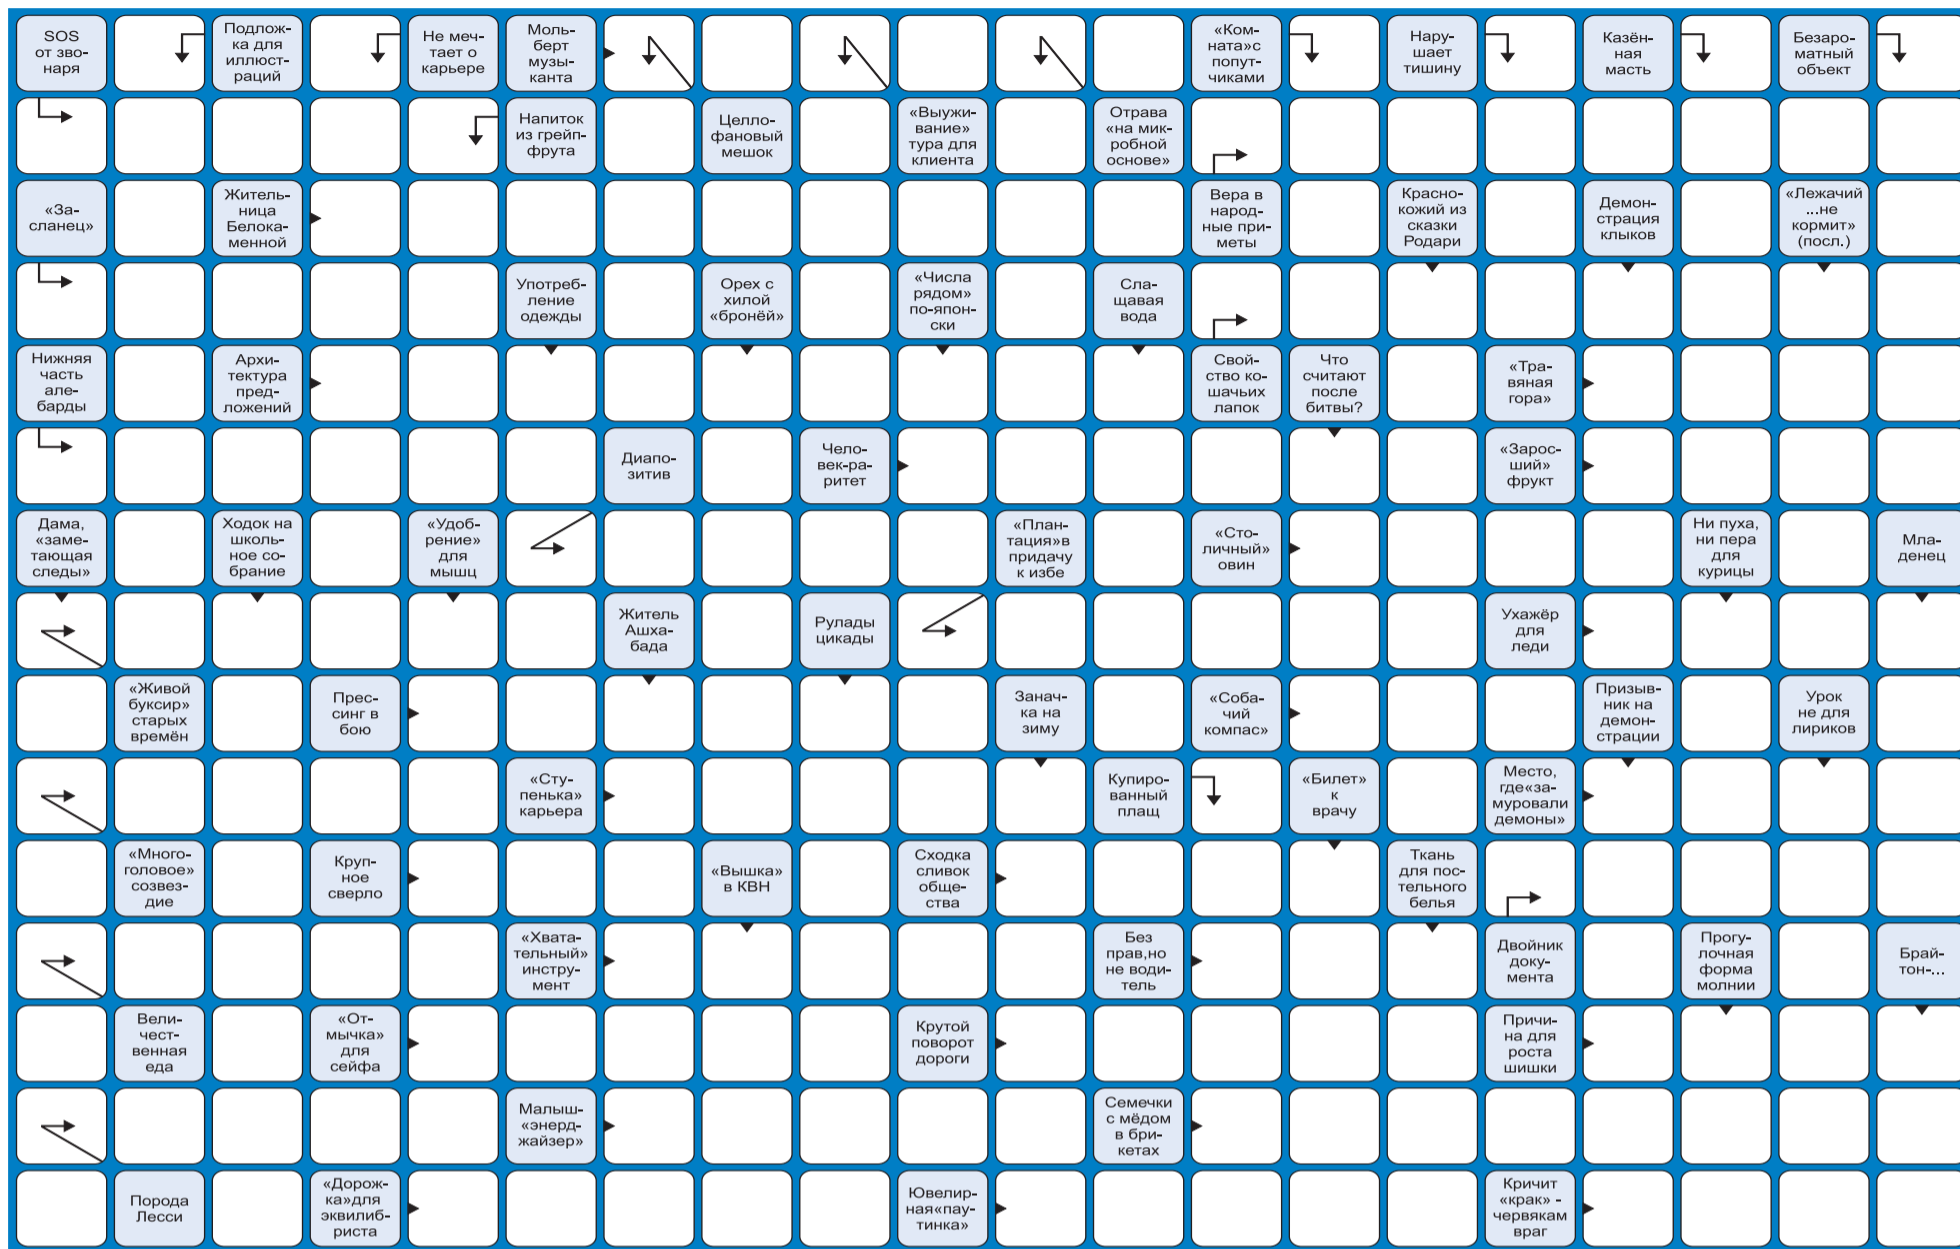 SOS
от зво-
наря
Подлож-
ка для
иллюст-
раций
Не меч-
тает о
карьере
Моль-
берт
музы-
канта
«Ком-
ната»с
попут-
чиками
Нару-
шает
тишину
Казён-
ная
масть
Безаро-
матный
объект
Напиток
из грейп-
фрута
Целло-
фановый
мешок
«Выужи-
вание»
тура для
клиента
Отрава
«на мик-
робной
основе»
«За-
сланец»
Житель-
ница
Белока-
менной
Вера в
народ-
ные при-
меты
Красно-
кожий из
сказки
Родари
Демон-
страция
клыков
«Лежачий
...не
кормит»
(посл.)
Употреб-
ление
одежды
Орех с
хилой
«бронёй»
«Числа
рядом»
по-япон-
ски
Сла-
щавая
вода
Нижняя
часть
але-
барды
Архи-
тектура
пред-
ложений
Свой-
ство ко-
шачьих
лапок
Что
считают
после
битвы?
«Тра-
вяная
гора»
Диапо-
зитив
Чело-
век-ра-
ритет
«Зарос-
ший»
фрукт
Дама,
«заме-
тающая
следы»
Ходок на
школь-
ное со-
брание
«Удоб-
рение»
для
мышц
«План-
тация»в
придачу
к избе
«Сто-
личный»
овин
Ни пуха,
ни пера
для
курицы
Мла-
денец
Житель
Ашха-
бада
Рулады
цикады
Ухажёр
для
леди
«Живой
буксир»
старых
времён
Прес-
синг в
бою
Занач-
ка на
зиму
«Соба-
чий
компас»
Призыв-
ник на
демон-
страции
Урок
не для
лириков
«Сту-
пенька»
карьера
Купиро-
ванный
плащ
«Билет»
к
врачу
Место,
где«за-
муровали
демоны»
«Много-
головое»
созвез-
дие
Круп-
ное
сверло
«Вышка»
в КВН
Сходка
сливок
обще-
ства
Ткань
для пос-
тельного
белья
«Хвата-
тельный»
инстру-
мент
Без
прав,но
не води-
тель
Двойник
доку-
мента
Прогу-
лочная
форма
молнии
Брай-
тон-...
Вели-
чест-
венная
еда
«От-
мычка»
для
сейфа
Крутой
поворот
дороги
Причи-
на для
роста
шишки
Малыш-
«энерд-
жайзер»
Семечки
с мёдом
в бри-
кетах
Порода
Лесси
«Дорож-
ка»для
эквилиб-
риста
Ювелир-
ная«пау-
тинка»
Кричит
«крак» -
червякам
враг